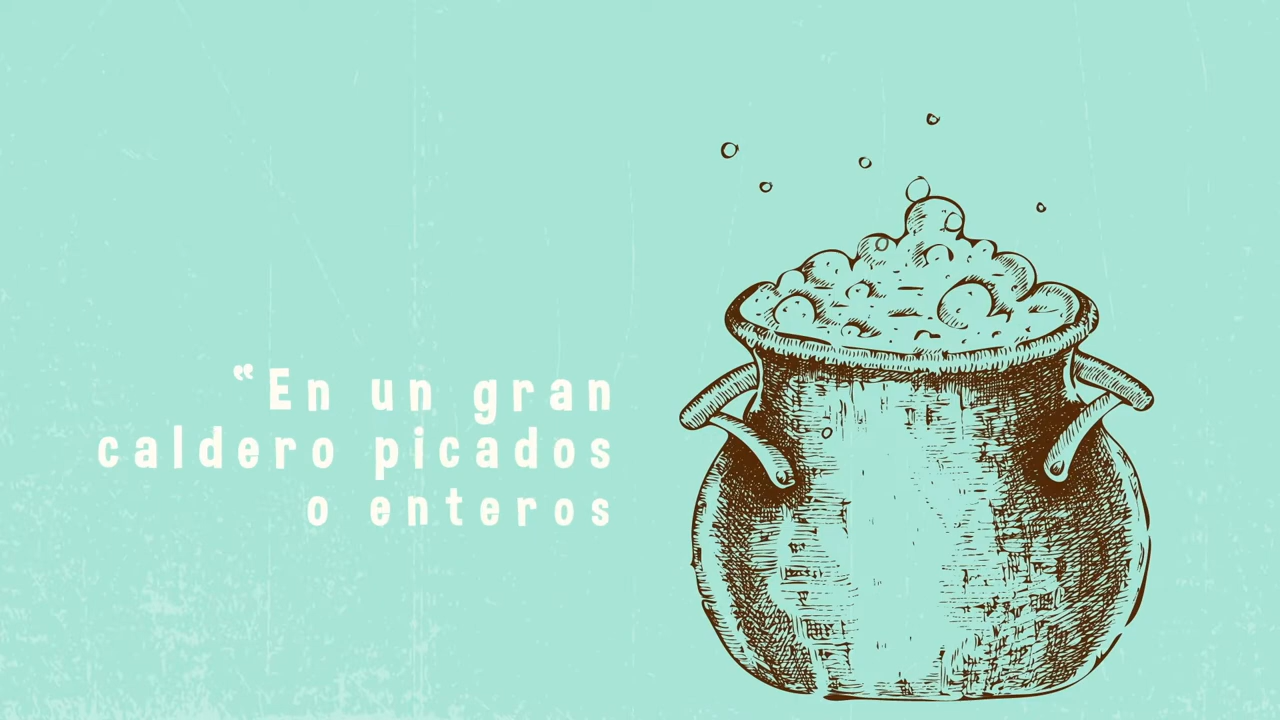 “En un gran
caldero picados
o enteros